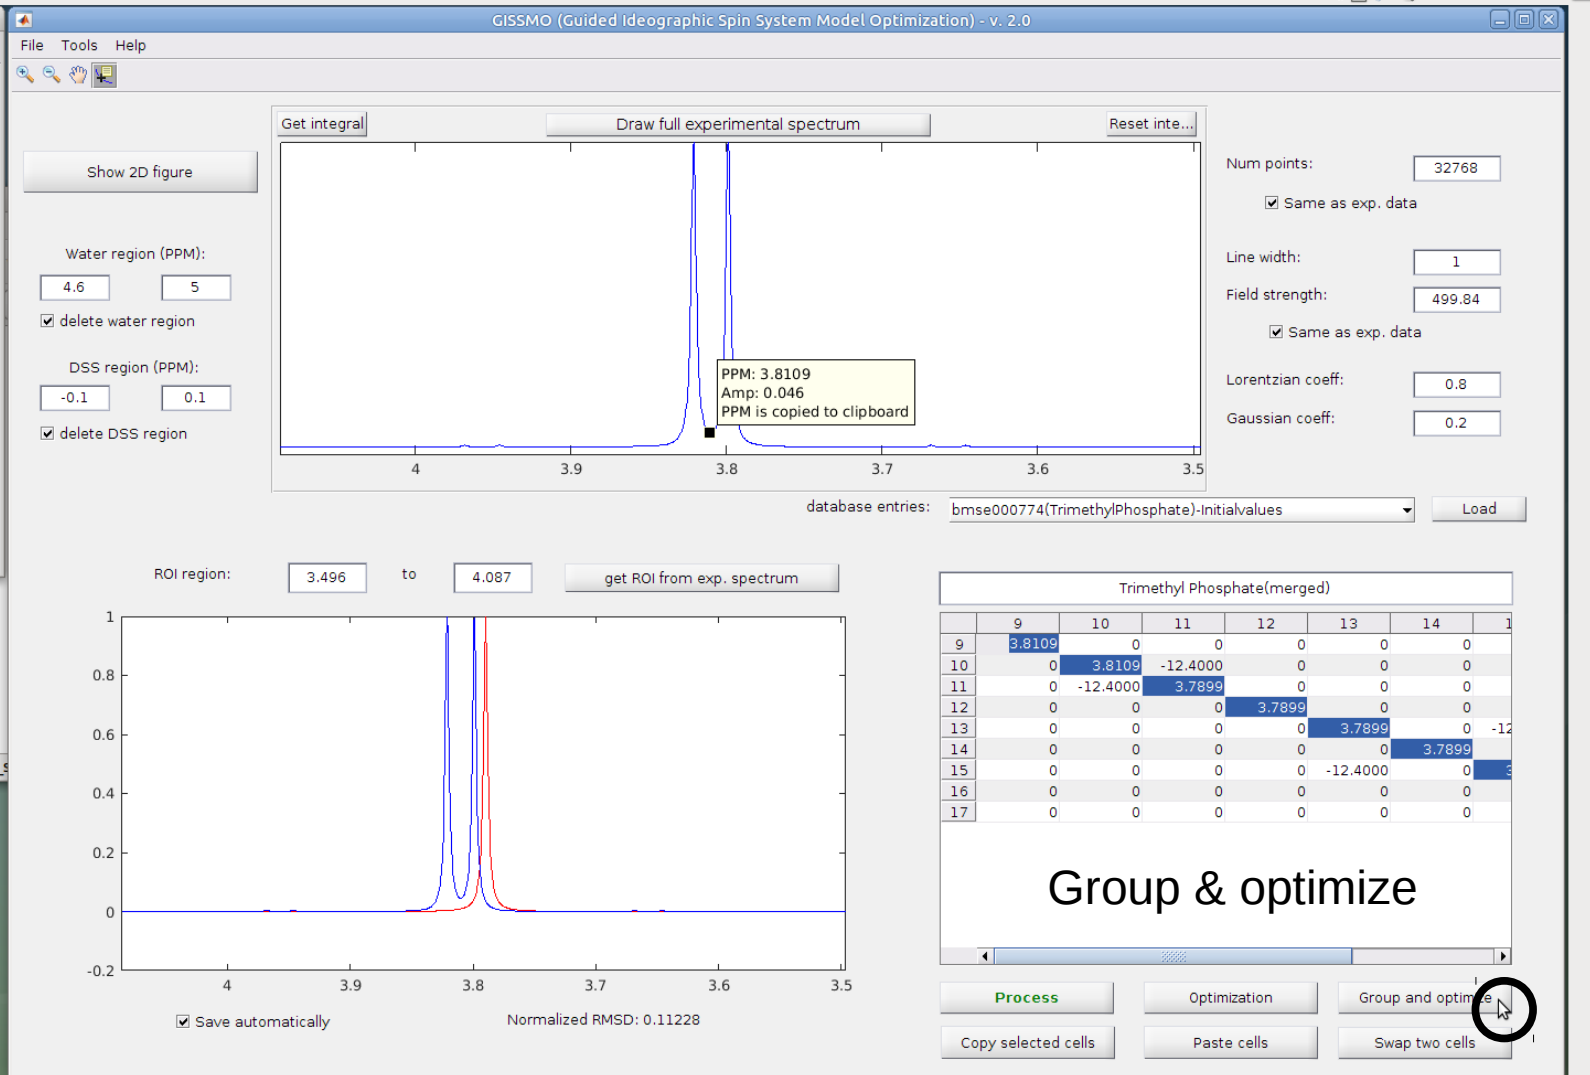 GISSMO (Guided Ideographic Spin System Model Optimization) - v. 2.0
File Tools Help
Get integral
Draw full experimental spectrum
Reset inte...
Show 2D figure
Water region (PPM):
4.6 5
delete water region
DSS region (PPM):
-0.1 0.1
delete DSS region
PPM: 3.8109
Amp: 0.046
PPM is copied to clipboard
4 3.9 3.8 3.7 3.6 3.5
Num points: 32768
Same as exp. data
Line width: 1
Field strength: 499.84
Same as exp. data
Lorentzian coeff: 0.8
Gaussian coeff: 0.2
database entries: bmse000774(TrimethylPhosphate)-Initialvalues Load
ROI region: 3.496 to 4.087 get ROI from exp. spectrum
1
0.8
0.6
0.4
0.2
0
-0.2
4 3.9 3.8 3.7 3.6 3.5
Save automatically
Normalized RMSD: 0.11228
Trimethyl Phosphate(merged)
9 10 11 12 13 14 1
9 3.8109 0 0 0 0 0
10 0 3.8109 -12.4000 0 0 0
11 0 -12.4000 3.7899 0 0 0
12 0 0 0 3.7899 0 0
13 0 0 0 0 3.7899 0 -12
14 0 0 0 0 0 3.7899
15 0 0 0 0 -12.4000 0 3
16 0 0 0 0 0 0
17 0 0 0 0 0 0
Group & optimize
Process Optimization Group and optimize
Copy selected cells Paste cells Swap two cells